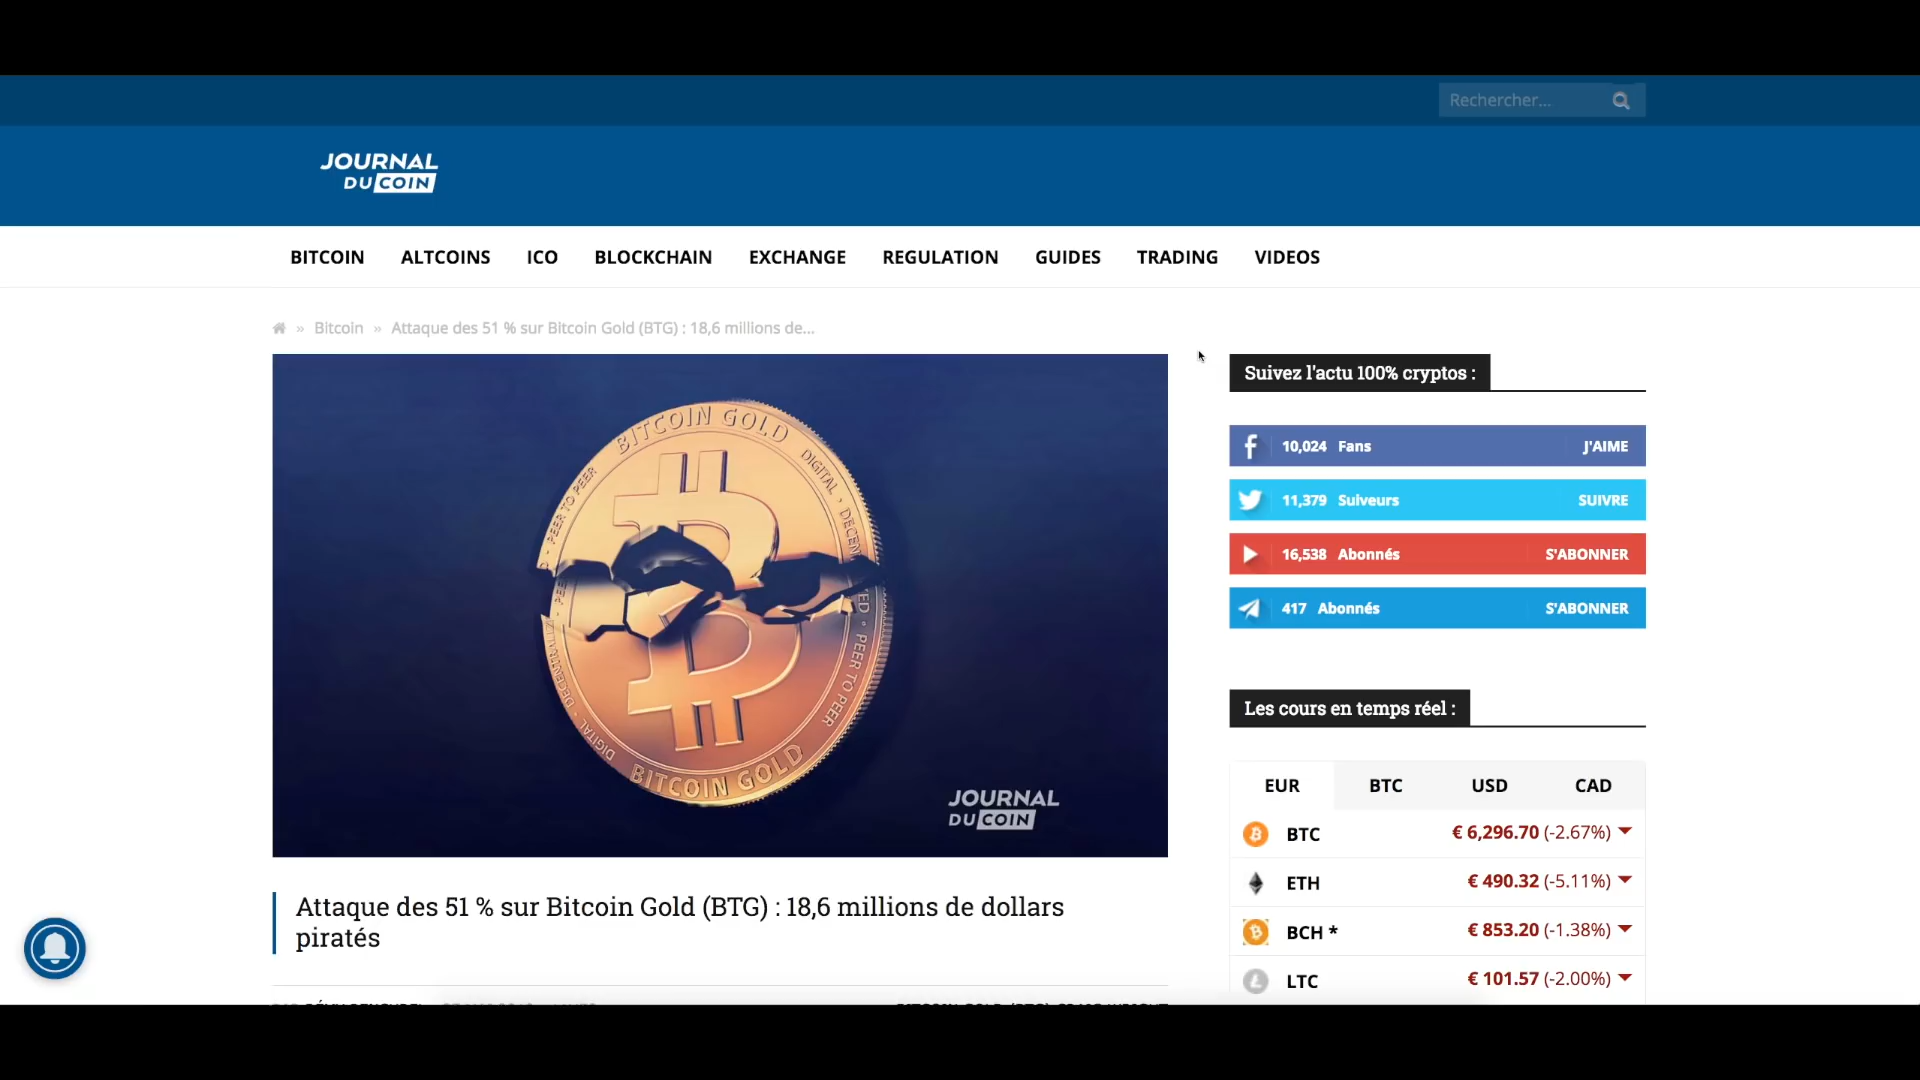 Rechercher...
JOURNAL
DU COIN
BITCOIN ALTCOINS ICO BLOCKCHAIN EXCHANGE REGULATION GUIDES TRADING VIDEOS
» Bitcoin » Attaque des 51 % sur Bitcoin Gold (BTG) : 18,6 millions de...
BITCOIN GOLD
PEER TO PEER
DIGITAL
PEER TO PEER
DIGITAL
BITCOIN GOLD
JOURNAL
DU COIN
Attaque des 51 % sur Bitcoin Gold (BTG) : 18,6 millions de dollars
piratés
Suivez l'actu 100% cryptos :
10,024 Fans J'AIME
11,379 Suiveurs SUIVRE
16,538 Abonnés S'ABONNER
417 Abonnés S'ABONNER
Les cours en temps réel :
EUR BTC USD CAD
BTC € 6,296.70 (-2.67%)
ETH € 490.32 (-5.11%)
BCH * € 853.20 (-1.38%)
LTC € 101.57 (-2.00%)